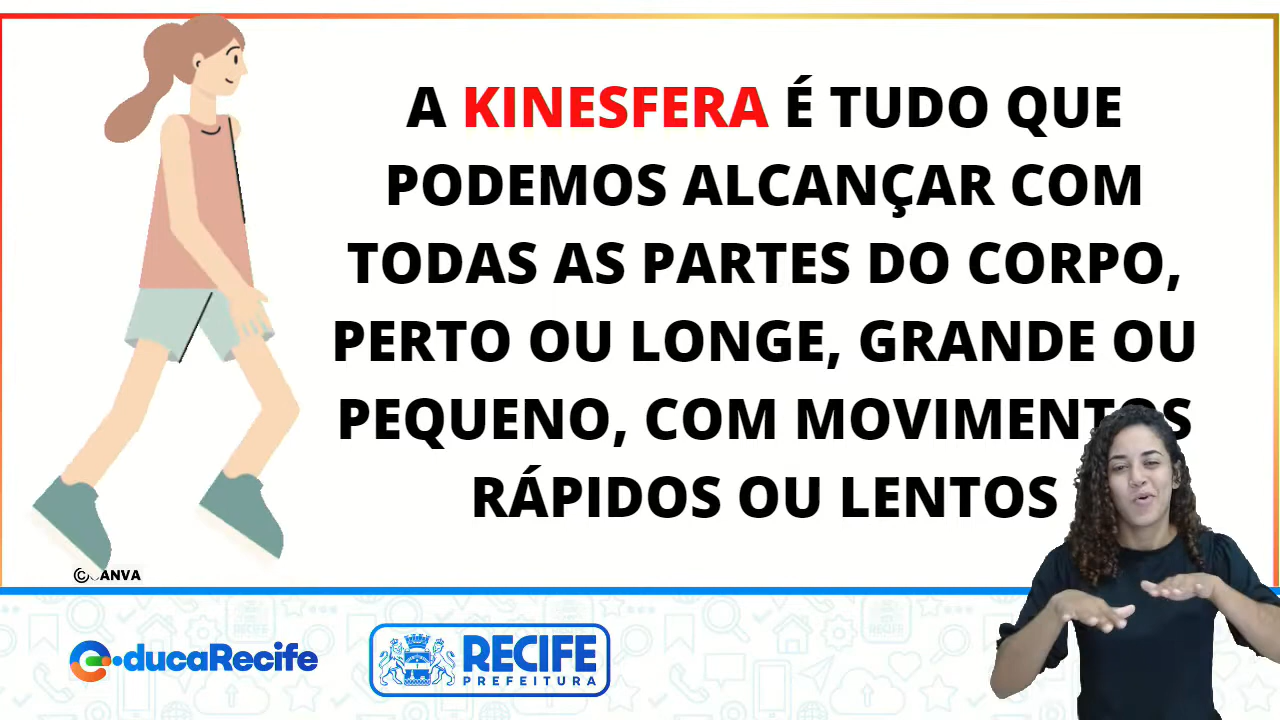 A KINESFERA É TUDO QUE
PODEMOS ALCANÇAR COM
TODAS AS PARTES DO CORPO,
PERTO OU LONGE, GRANDE OU
PEQUENO, COM MOVIMENTOS
RÁPIDOS OU LENTOS
©CANVA
EducaRecife
RECIFE
PREFEITURA